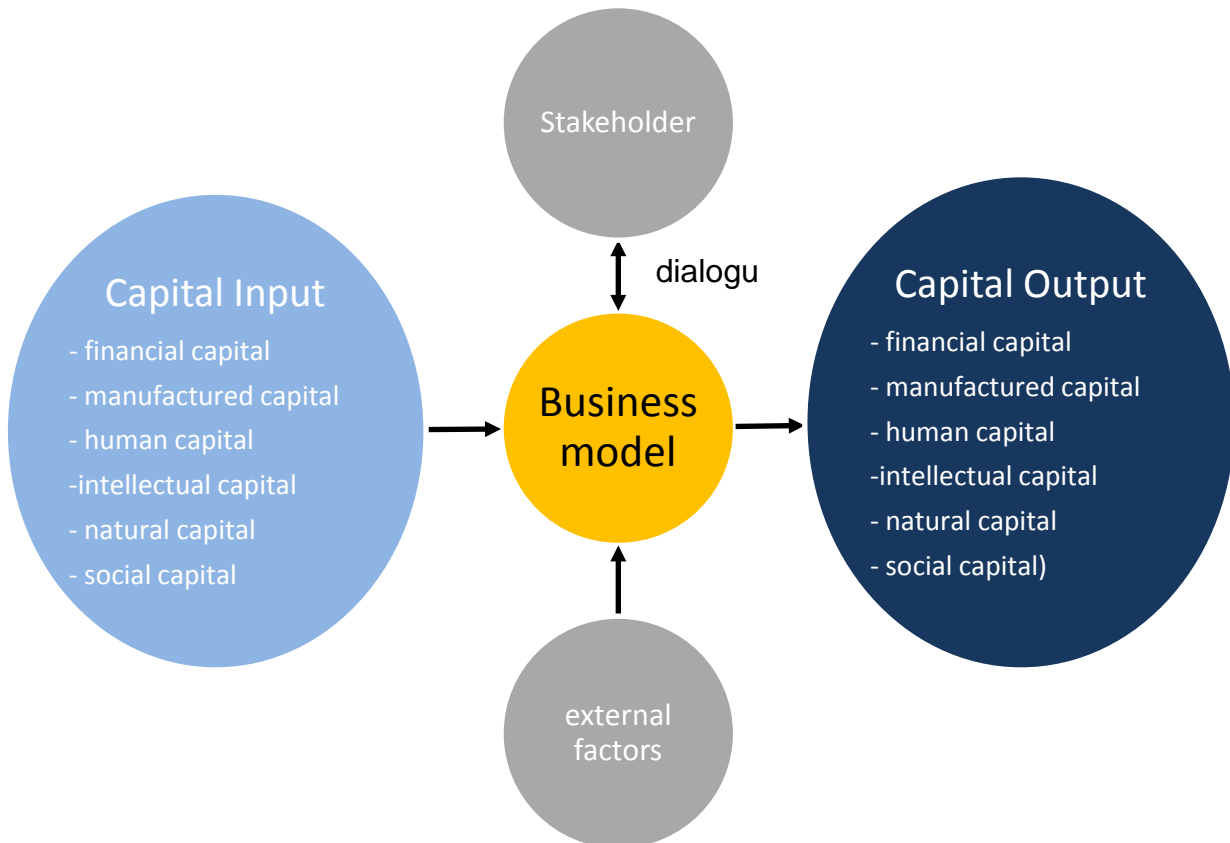 Stakeholder
dialogu
Capital Input
- financial capital
- manufactured capital
- human capital
-intellectual capital
- natural capital
- social capital
Business
model
Capital Output
- financial capital
- manufactured capital
- human capital
-intellectual capital
- natural capital
- social capital)
external
factors